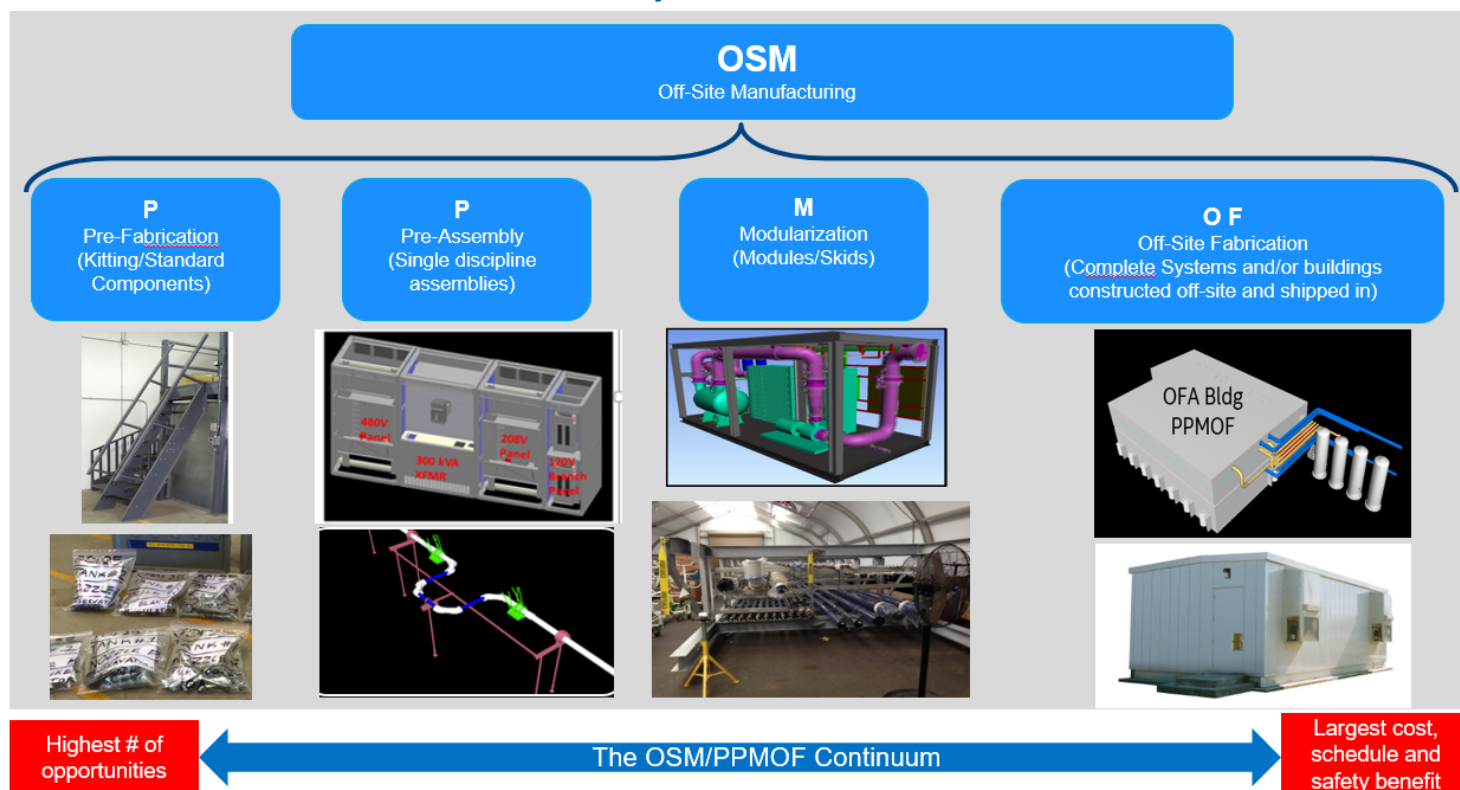 OSM
Off-Site Manufacturing
P
Pre-Fabrication
(Kitting/Standard
Components)
P
Pre-Assembly
(Single discipline
assemblies)
M
Modularization
(Modules/Skids)
O F
Off-Site Fabrication
(Complete Systems and/or buildings
constructed off-site and shipped in)
480V
Panel
300 kVA
XFMR
208V
Panel
120V
Branch
Panel
OFA Bldg
PPMOF
Highest # of
opportunities
The OSM/PPMOF Continuum
Largest cost,
schedule and
safety benefit